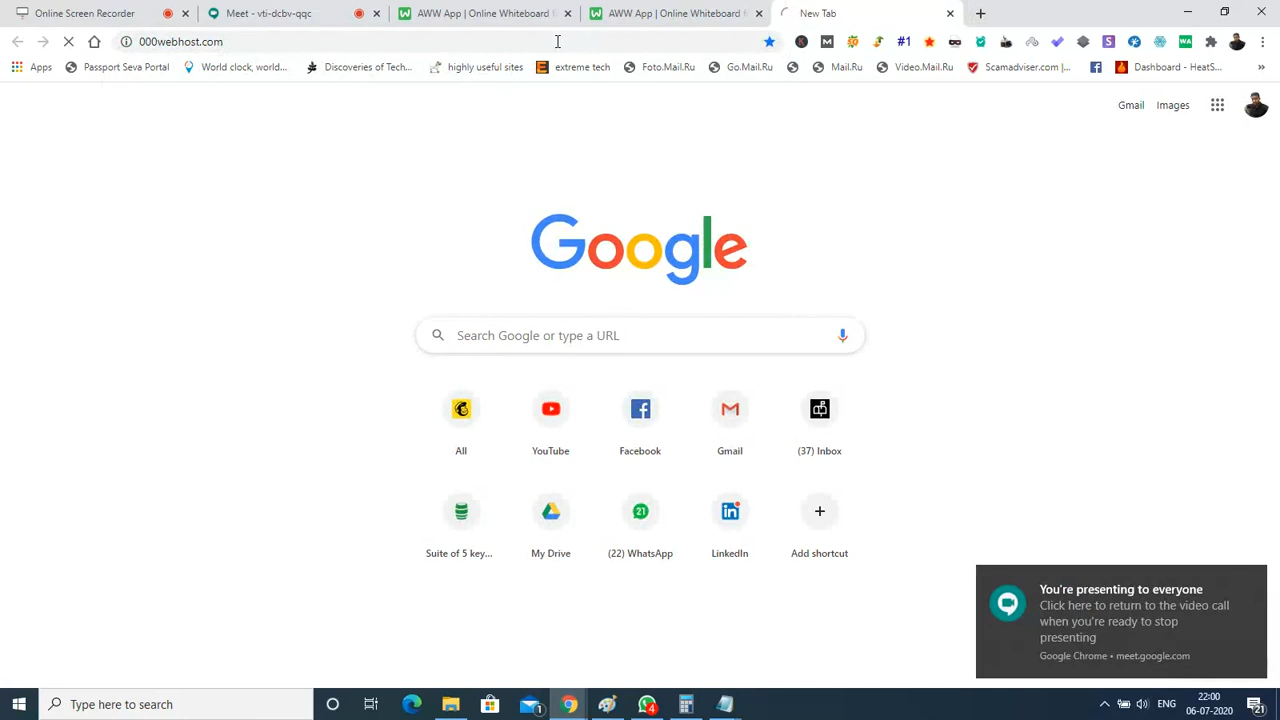 Online Screen Recorder
Meet - vti-dcbv-qqc
AWW App | Online Whiteboard f
AWW App | Online Whiteboard f
New Tab
000webhost.com
#1
Apps
Passport Seva Portal
World clock, world...
Discoveries of Tech...
highly useful sites
extreme tech
Foto.Mail.Ru
Go.Mail.Ru
Mail.Ru
Video.Mail.Ru
Scamadviser.com |...
Dashboard - HeatS...
Gmail
Images
Google
Search Google or type a URL
All
YouTube
Facebook
Gmail
(37) Inbox
21
Suite of 5 key...
My Drive
(22) WhatsApp
LinkedIn
Add shortcut
You're presenting to everyone
Click here to return to the video call
when you're ready to stop
presenting
Google Chrome • meet.google.com
Type here to search
1
4
ENG
22:00
06-07-2020
21